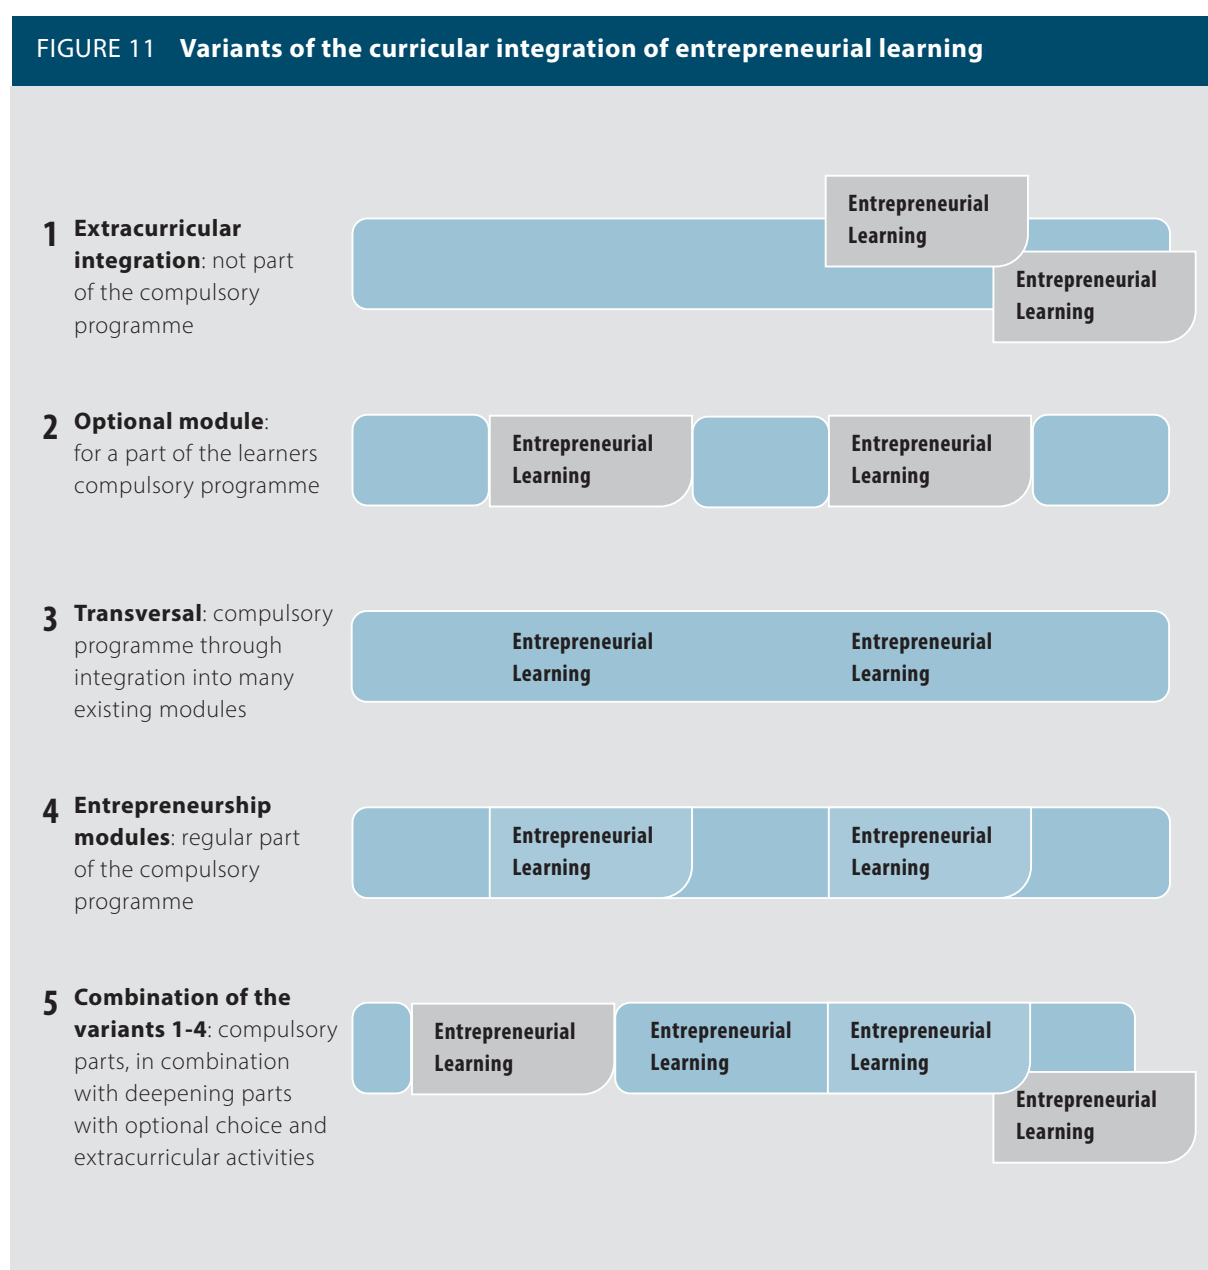 FIGURE 11 Variants of the curricular integration of entrepreneurial learning
1 Extracurricular
integration: not part
of the compulsory
programme
Entrepreneurial
Learning
Entrepreneurial
Learning
2 Optional module:
for a part of the learners
compulsory programme
Entrepreneurial
Learning
Entrepreneurial
Learning
3 Transversal: compulsory
programme through
integration into many
existing modules
Entrepreneurial
Learning
Entrepreneurial
Learning
4 Entrepreneurship
modules: regular part
of the compulsory
programme
Entrepreneurial
Learning
Entrepreneurial
Learning
5 Combination of the
variants 1-4: compulsory
parts, in combination
with deepening parts
with optional choice and
extracurricular activities
Entrepreneurial
Learning
Entrepreneurial
Learning
Entrepreneurial
Learning
Entrepreneurial
Learning